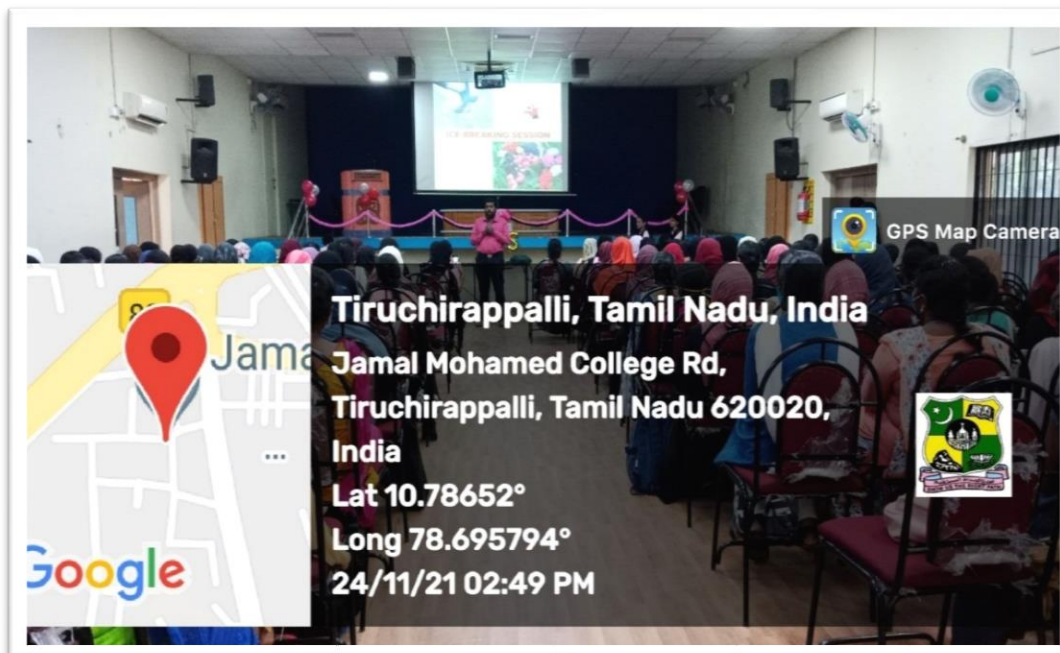 ICE BREAKING SESSION
GPS Map Camera
Tiruchirappalli, Tamil Nadu, India
Jama
Jamal Mohamed College Rd,
Tiruchirappalli, Tamil Nadu 620020,
India
Lat 10.78652°
Long 78.695794°
24/11/21 02:49 PM
Google